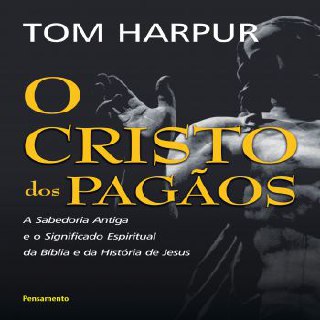 TOM HARPUR
O
CRISTO
dos PAGÃOS
A Sabedoria Antiga
e o Significado Espiritual
da Bíblia e da História de Jesus
Pensamento